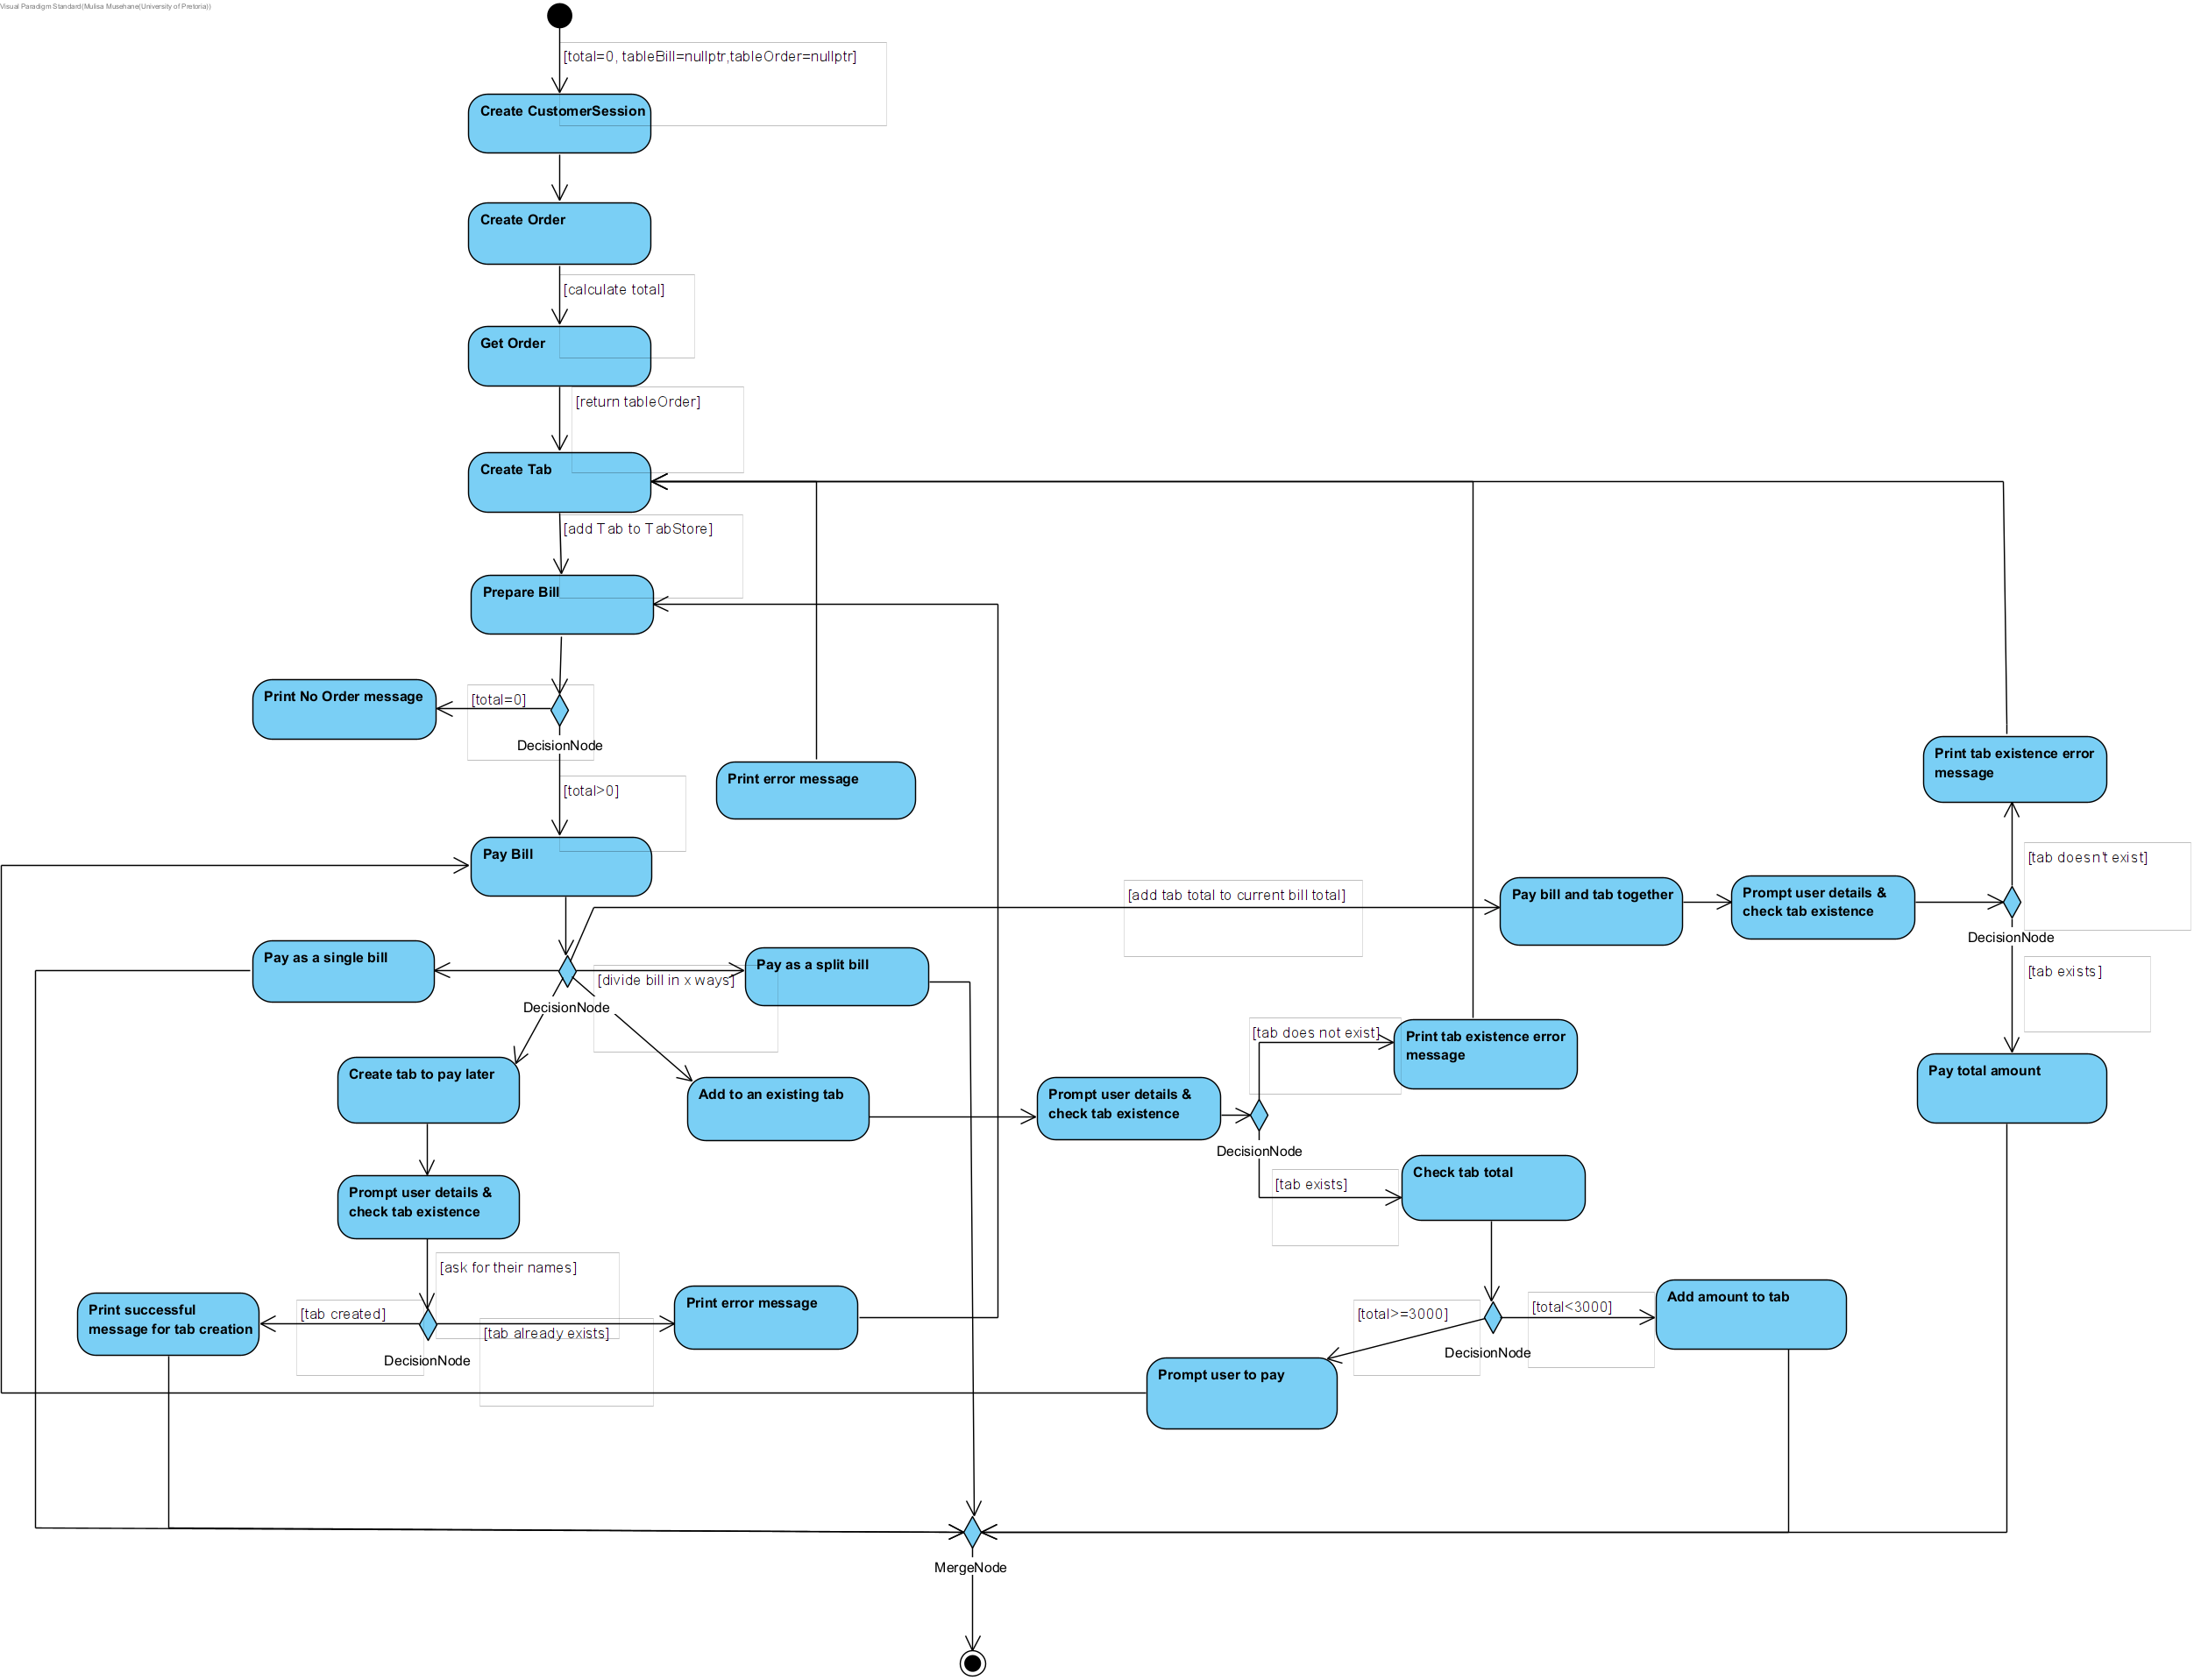 Visual Paradigm Standard(Mulisa Musehane(University of Pretoria))
[total=0, tableBill=nullptr,tableOrder=nullptr]
Create CustomerSession
Create Order
[calculate total]
Get Order
[return tableOrder]
Create Tab
[add Tab to TabStore]
Prepare Bill
Print No Order message
[total=0]
DecisionNode
Print error message
Print tab existence error
message
[total>0]
Pay Bill
[tab doesn't exist]
[add tab total to current bill total]
Pay bill and tab together
Prompt user details &
check tab existence
DecisionNode
Pay as a single bill
Pay as a split bill
[divide bill in x ways]
DecisionNode
[tab exists]
[tab does not exist]
Print tab existence error
message
Create tab to pay later
Add to an existing tab
Prompt user details &
check tab existence
DecisionNode
Pay total amount
Check tab total
[tab exists]
Prompt user details &
check tab existence
[ask for their names]
Print successful
message for tab creation
[tab created]
[tab already exists]
Print error message
DecisionNode
[total>=3000]
[total<3000]
Add amount to tab
DecisionNode
Prompt user to pay
MergeNode